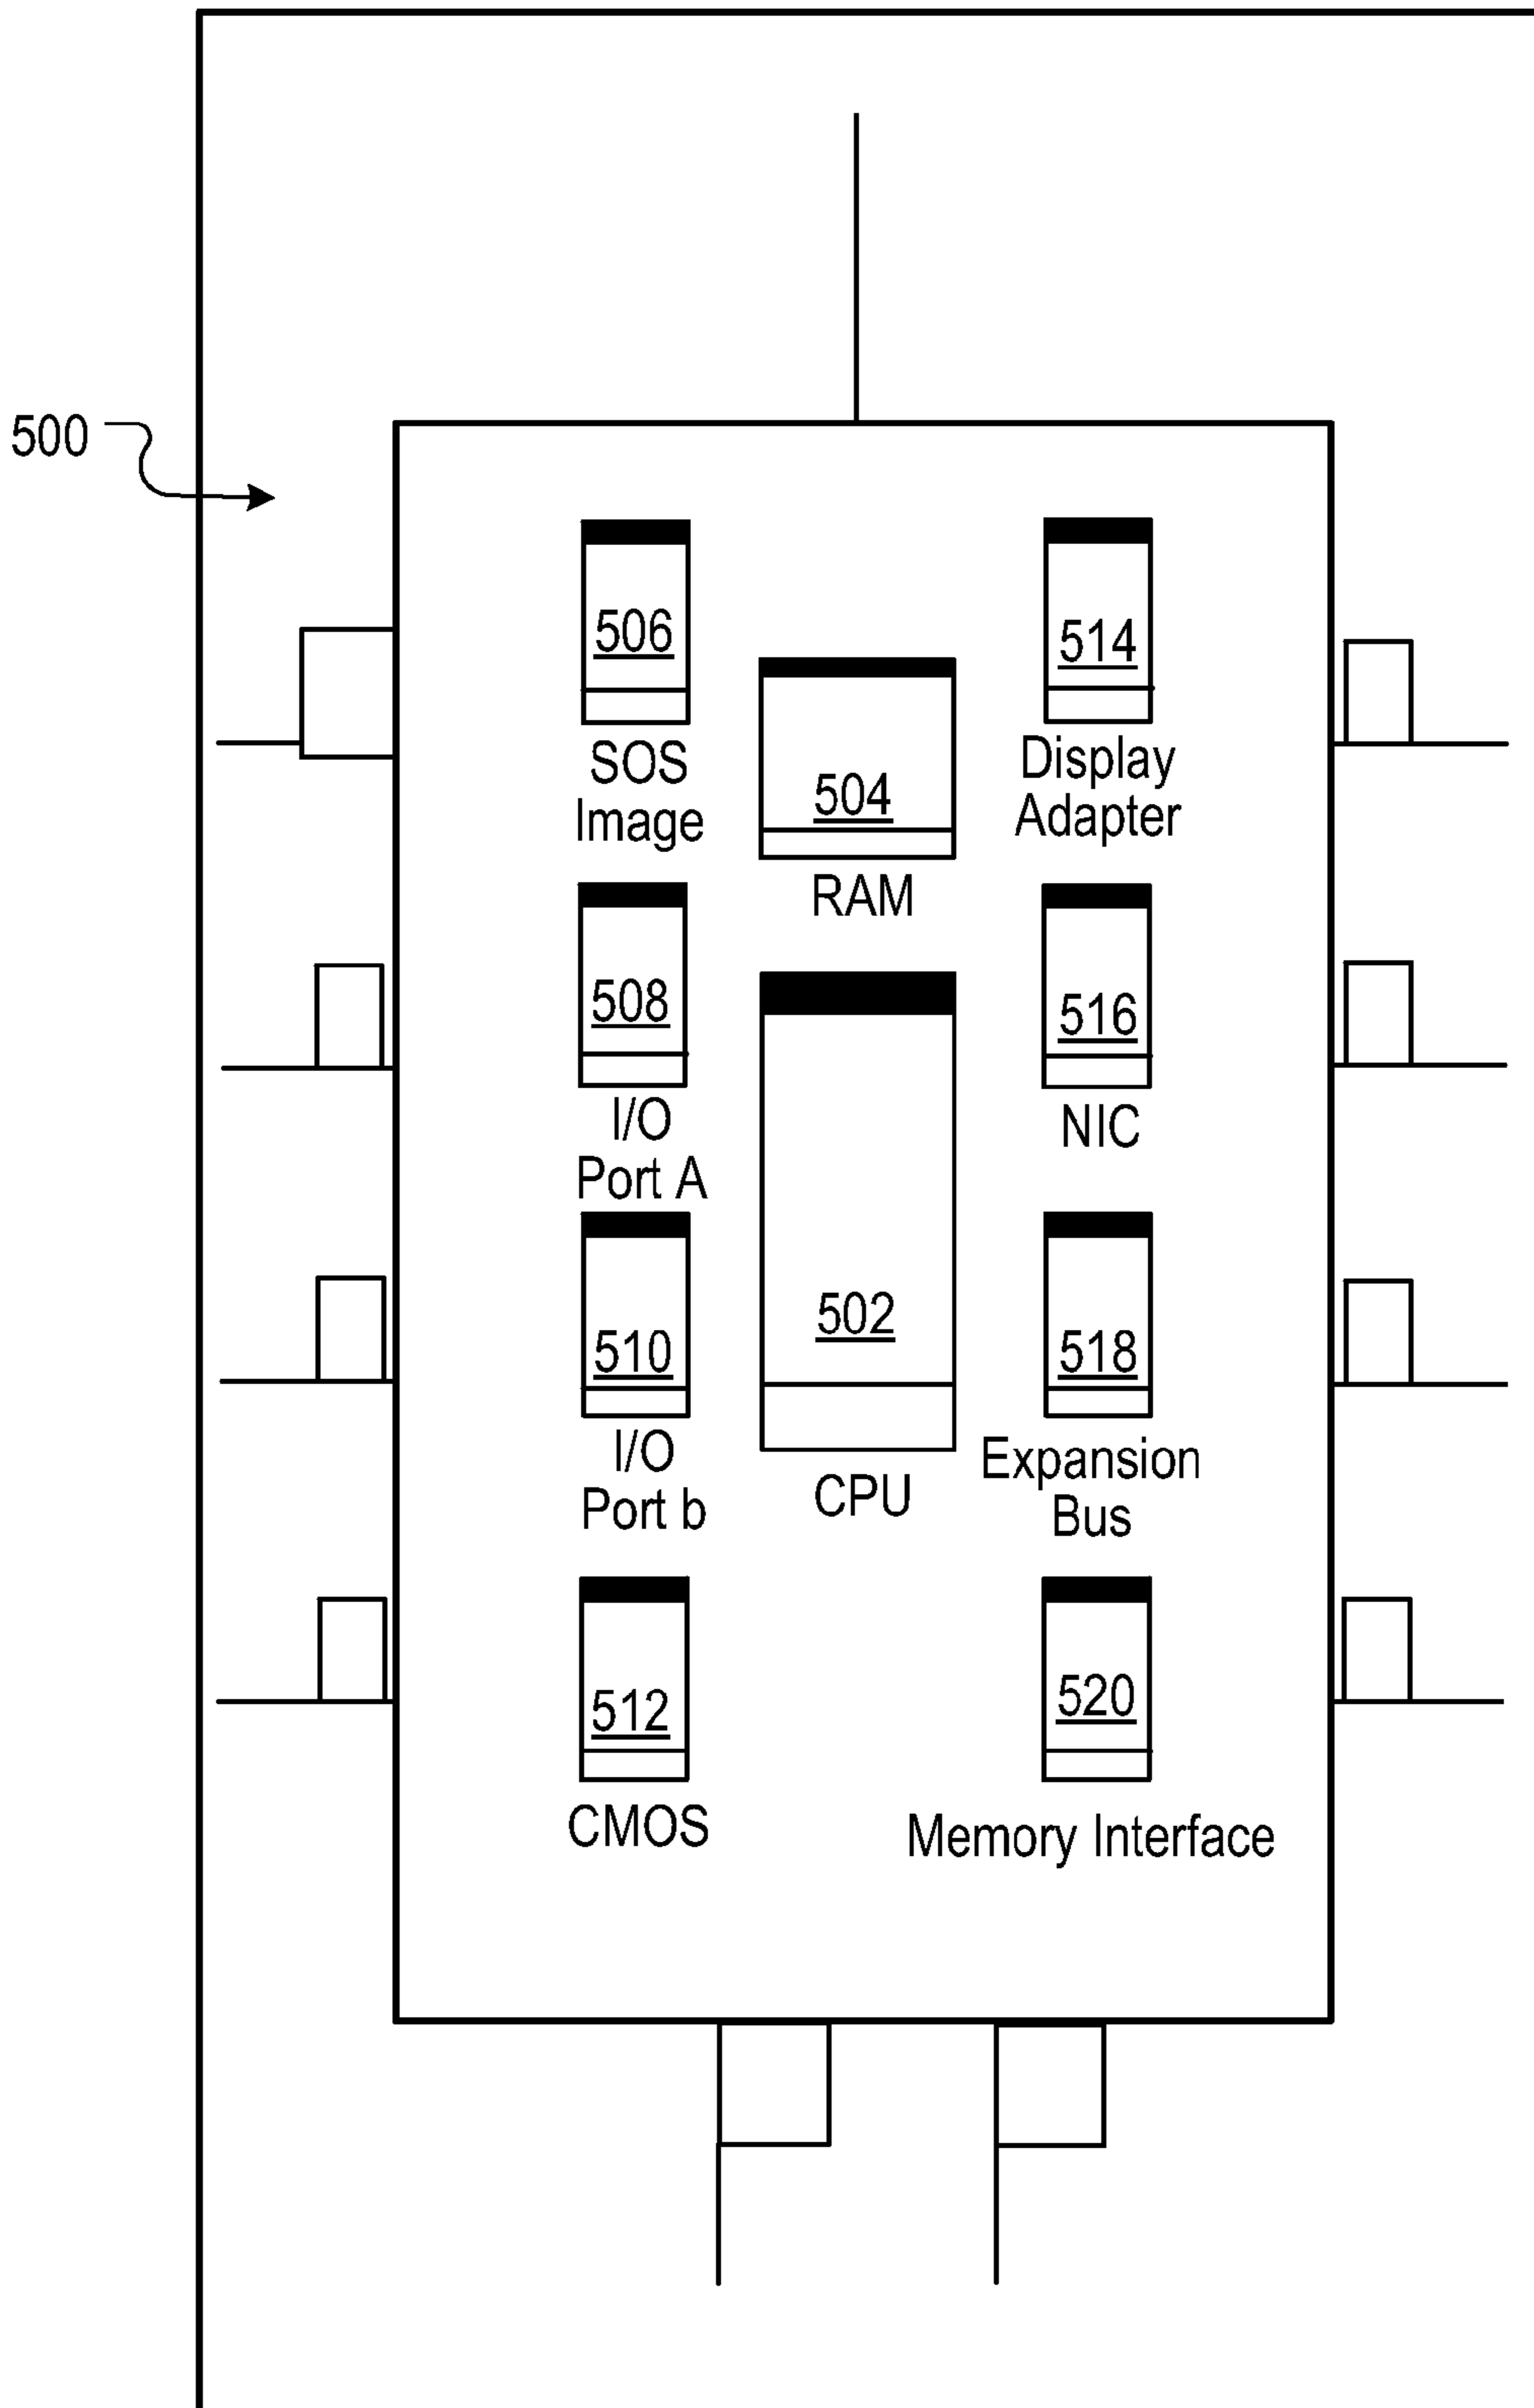 500
506
SOS
Image
504
RAM
514
Display
Adapter
508
I/O
Port A
516
NIC
510
I/O
Port b
502
CPU
518
Expansion
Bus
512
CMOS
520
Memory Interface